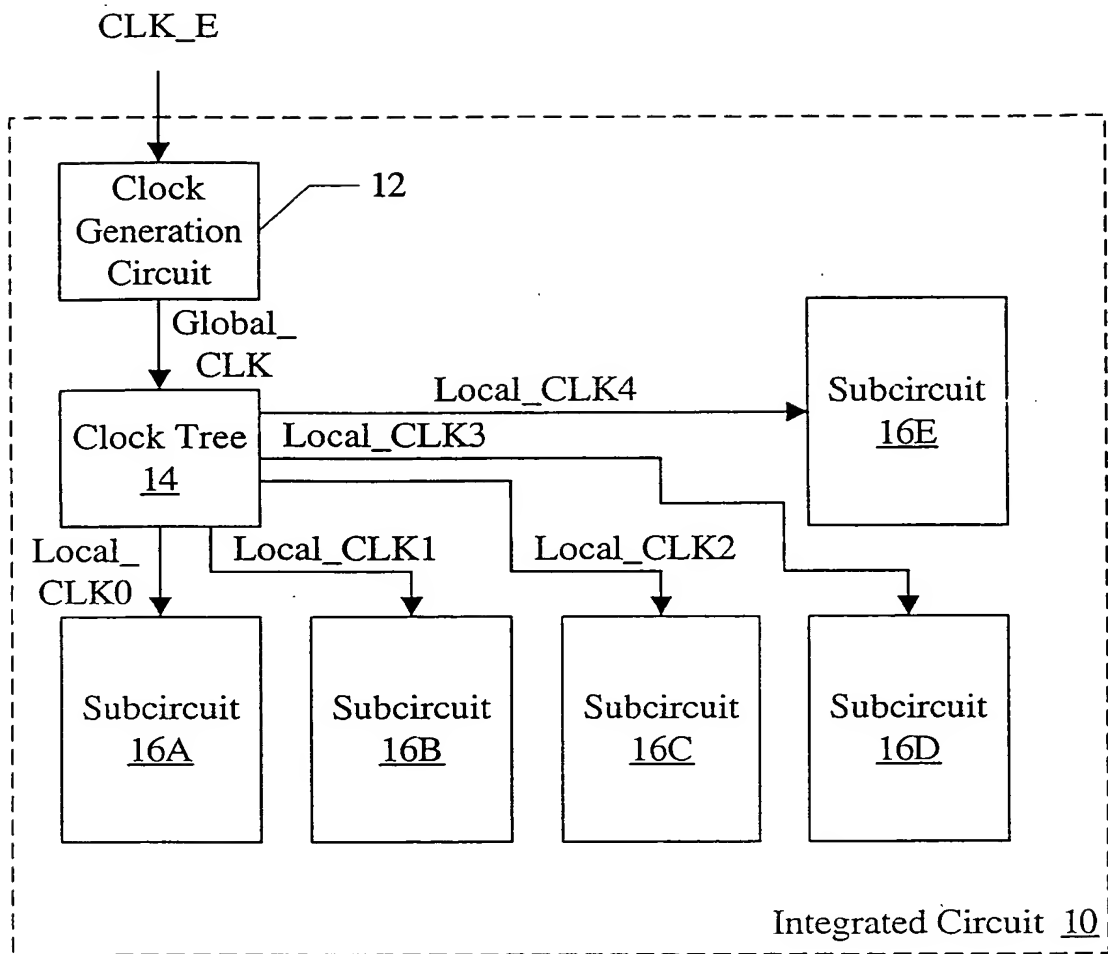 CLK_E
Clock
Generation
Circuit
12
Global_
CLK
Clock Tree
14
Local_CLK4
Local_CLK3
Subcircuit
16E
Local_
CLK0
Local_CLK1
Local_CLK2
Subcircuit
16A
Subcircuit
16B
Subcircuit
16C
Subcircuit
16D
Integrated Circuit 10